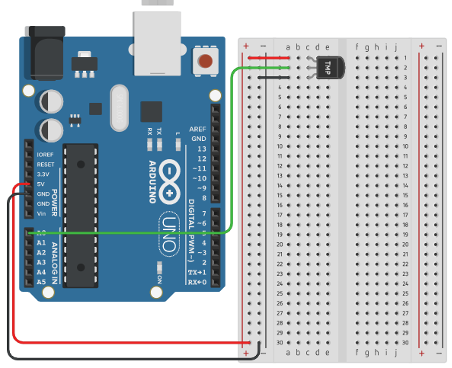 + − a b c d e f g h i j + −
TMP
1 1
2
3 3
4 4
5 5
6 6
7 7
8 8
9 9
10 10
11 11
12 12
13 13
14 14
15 15
16 16
17 17
18 18
19 19
20 20
21 21
22 22
23 23
24 24
25 25
26 26
27 27
28 28
29 29
30 30
+ − a b c d e f g h i j + −
RX TX L
AREF
GND
13
12
~11
~10
~9
8
7
~6
5
4
~3
2
TX→1
RX←0
DIGITAL (PWM~)
ARDUINO
UNO
ON
IOREF
RESET
3.3V
5V
GND
GND
Vin
POWER
A0
A1
A2
A3
A4
A5
ANALOG IN